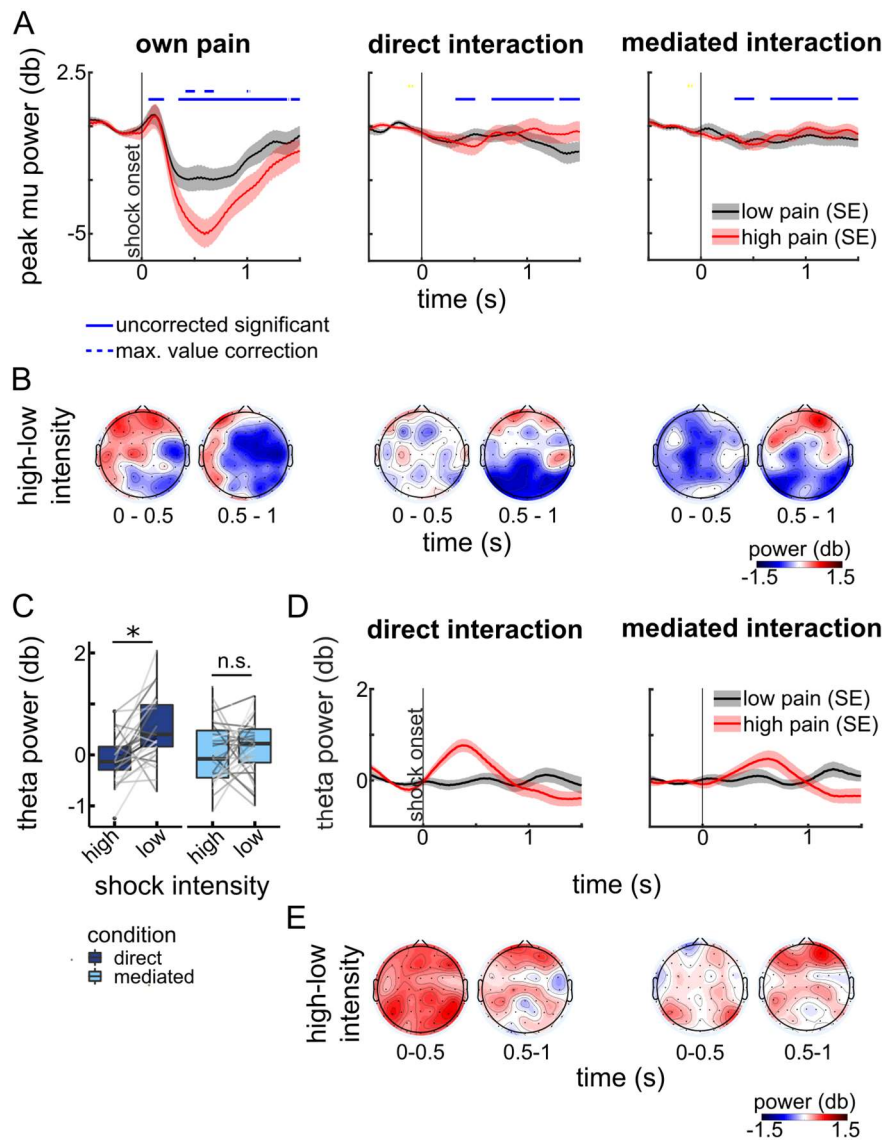 A
own pain
direct interaction
mediated interaction
peak mu power (db)
2.5
-5
shock onset
low pain (SE)
high pain (SE)
0
1
0
1
0
1
time (s)
uncorrected significant
max. value correction
B
high-low
intensity
0 - 0.5
0.5 - 1
0 - 0.5
0.5 - 1
0 - 0.5
0.5 - 1
time (s)
power (db)
-1.5
1.5
C
theta power (db)
2
1
0
-1
*
n.s.
high
low
high
low
shock intensity
condition
direct
mediated
D
direct interaction
mediated interaction
theta power (db)
2
0
shock onset
low pain (SE)
high pain (SE)
0
1
0
1
time (s)
E
high-low
intensity
0-0.5
0.5-1
0-0.5
0.5-1
time (s)
power (db)
-1.5
1.5